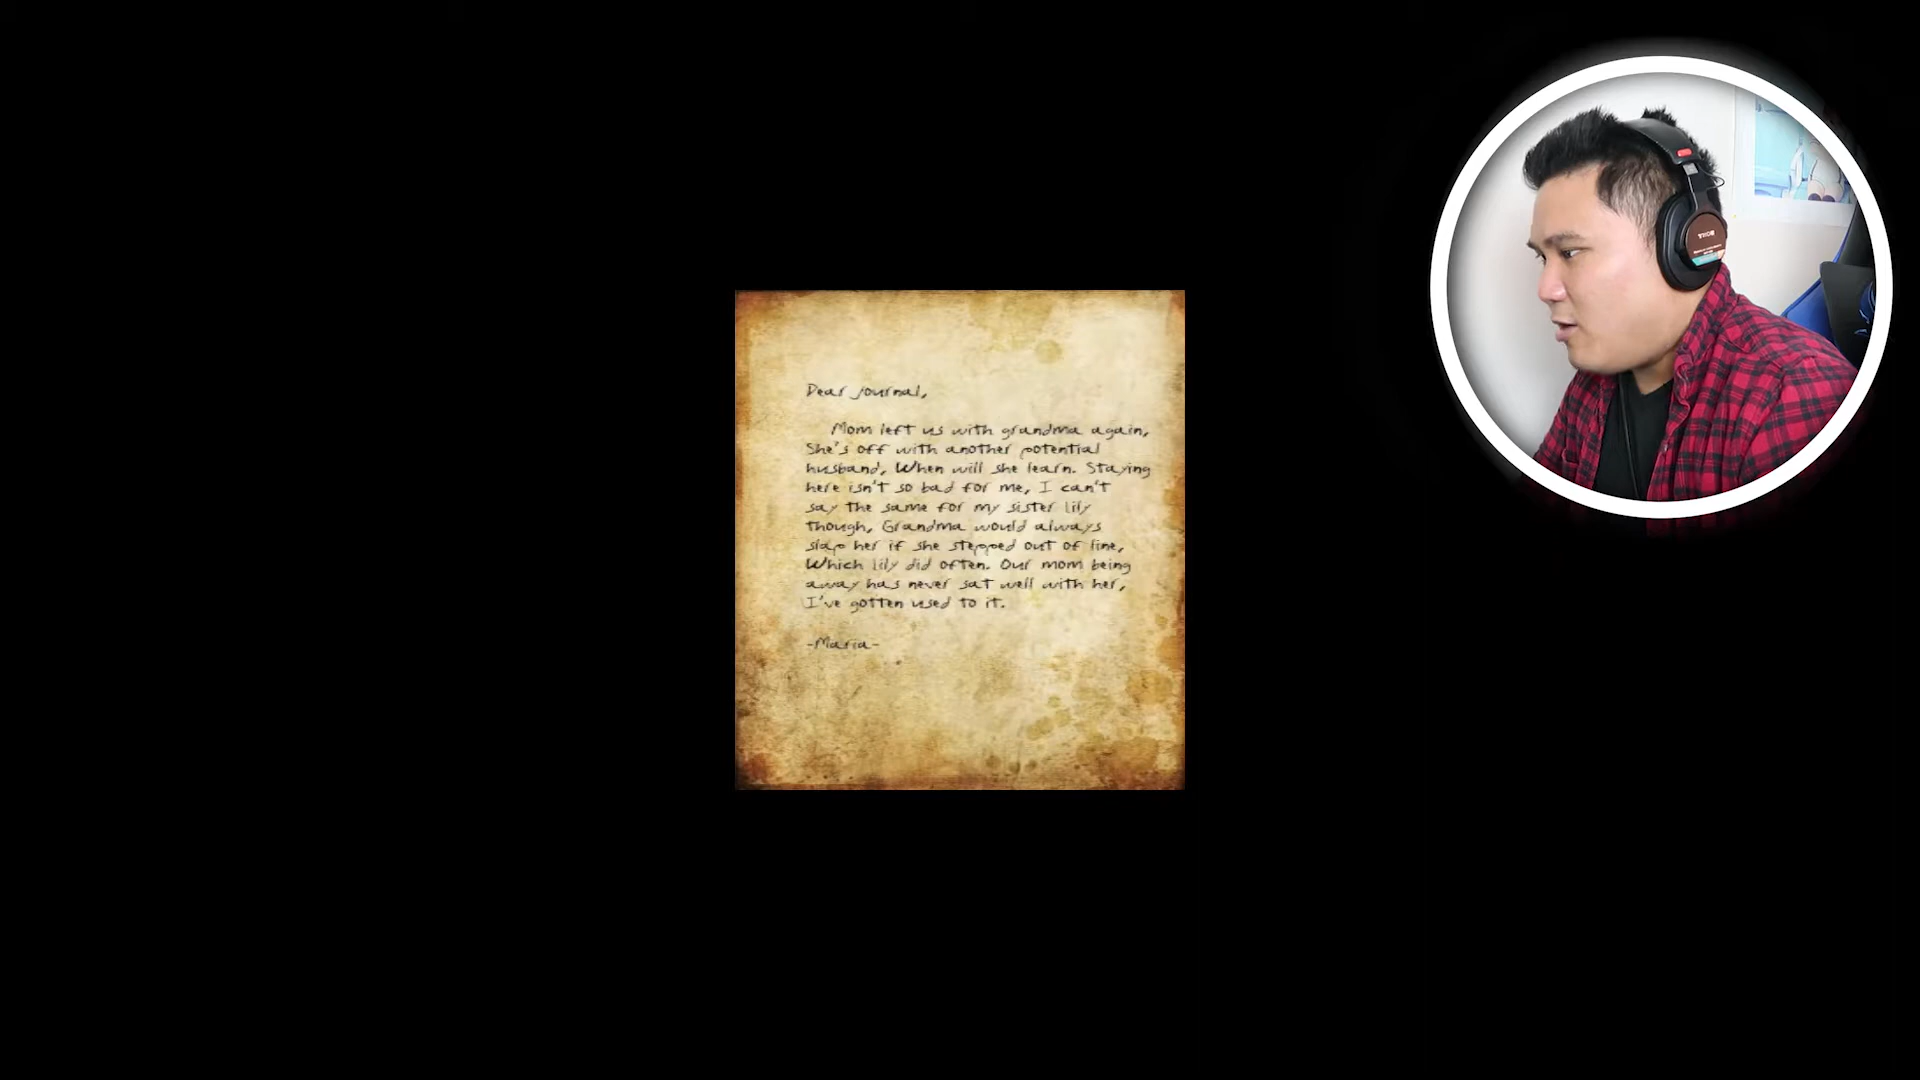 Dear journal,
Mom left us with grandma again,
She's off with another potential
husband, When will she learn. Staying
here isn't so bad for me, I can't
say the same for my sister lily
though, Grandma would always
slap her if she stepped out of line,
Which lily did often. Our mom being
away has never sat well with her,
I've gotten used to it.
-Maria-